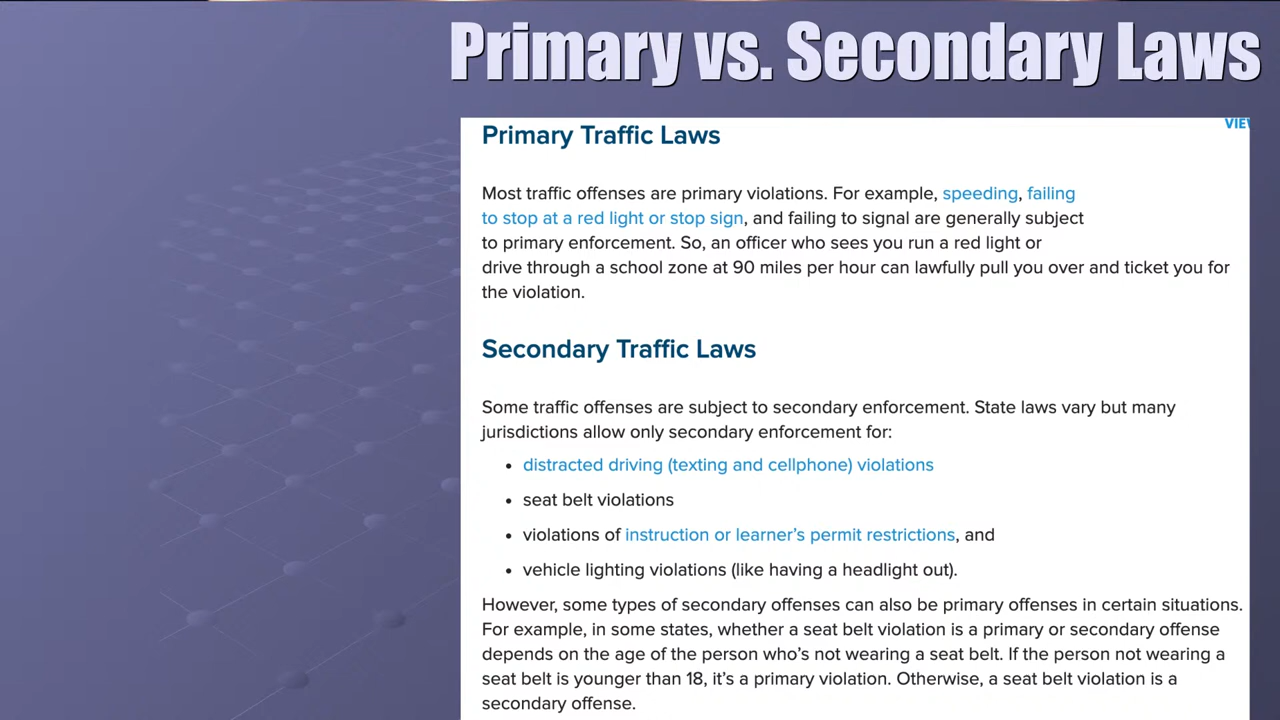 Primary vs. Secondary Laws
Primary Traffic Laws
Most traffic offenses are primary violations. For example, speeding, failing
to stop at a red light or stop sign, and failing to signal are generally subject
to primary enforcement. So, an officer who sees you run a red light or
drive through a school zone at 90 miles per hour can lawfully pull you over and ticket you for
the violation.
Secondary Traffic Laws
Some traffic offenses are subject to secondary enforcement. State laws vary but many
jurisdictions allow only secondary enforcement for:
• distracted driving (texting and cellphone) violations
• seat belt violations
• violations of instruction or learner’s permit restrictions, and
• vehicle lighting violations (like having a headlight out).
However, some types of secondary offenses can also be primary offenses in certain situations.
For example, in some states, whether a seat belt violation is a primary or secondary offense
depends on the age of the person who’s not wearing a seat belt. If the person not wearing a
seat belt is younger than 18, it’s a primary violation. Otherwise, a seat belt violation is a
secondary offense.